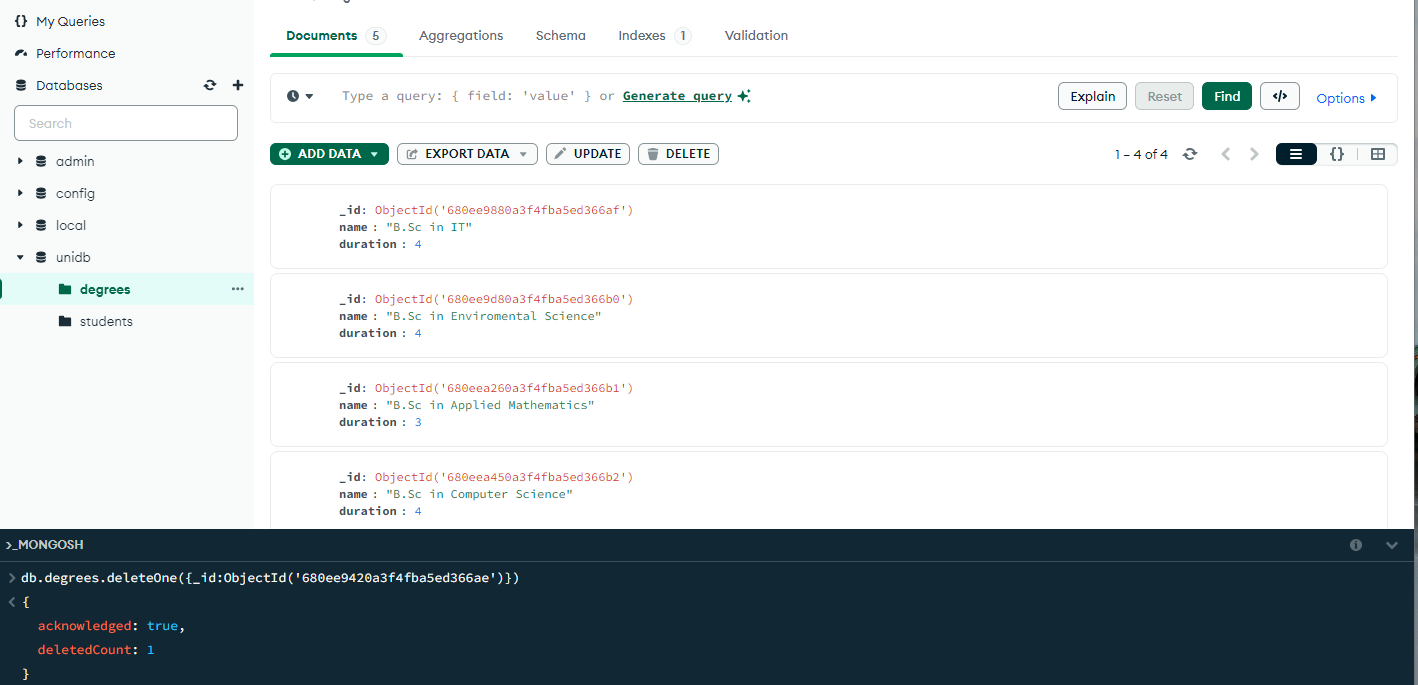 My Queries
Performance
Databases
Search
admin
config
local
unidb
degrees
students
Documents 5 Aggregations Schema Indexes 1 Validation
Type a query: { field: 'value' } or Generate query
Explain Reset Find </> Options
ADD DATA EXPORT DATA UPDATE DELETE
1 – 4 of 4
_id: ObjectId('680ee9880a3f4fba5ed366af')
name : "B.Sc in IT"
duration : 4
_id: ObjectId('680ee9d80a3f4fba5ed366b0')
name : "B.Sc in Enviromental Science"
duration : 4
_id: ObjectId('680eea260a3f4fba5ed366b1')
name : "B.Sc in Applied Mathematics"
duration : 3
_id: ObjectId('680eea450a3f4fba5ed366b2')
name : "B.Sc in Computer Science"
duration : 4
>_MONGOSH
> db.degrees.deleteOne({_id:ObjectId('680ee9420a3f4fba5ed366ae')})
< {
acknowledged: true,
deletedCount: 1
}